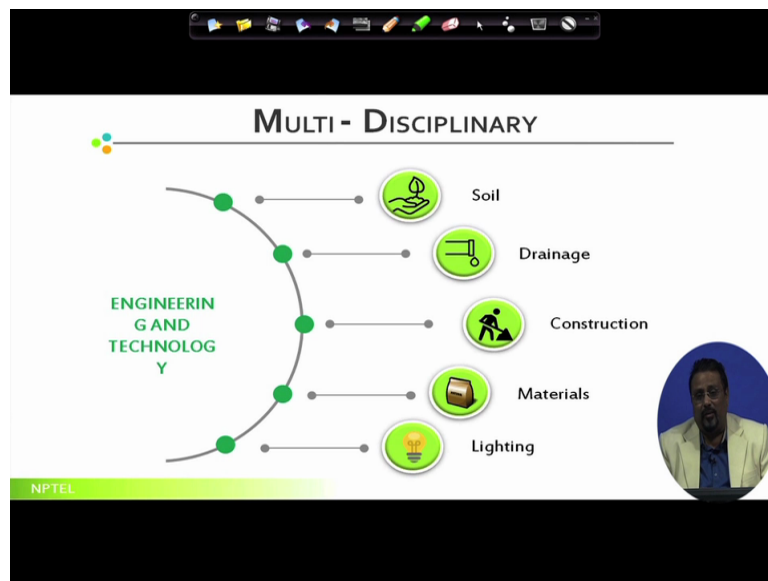 MULTI - DISCIPLINARY
Soil
Drainage
ENGINEERIN
G AND
TECHNOLOG
Y
Construction
Materials
Lighting
NPTEL